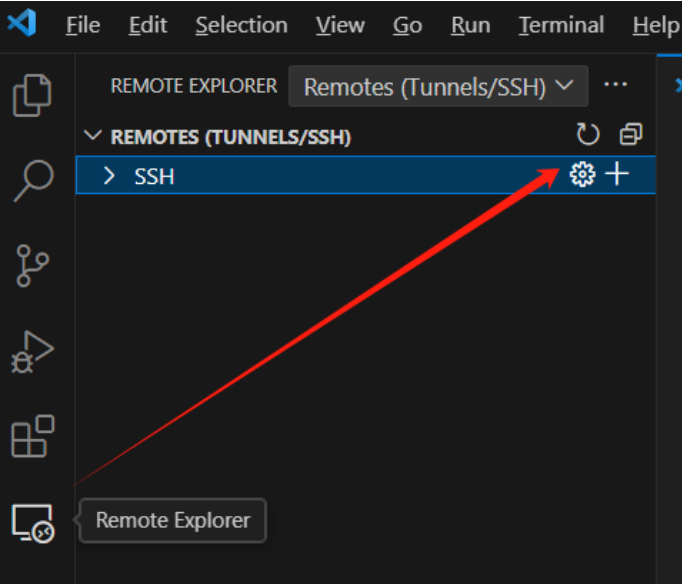 File Edit Selection View Go Run Terminal Help
REMOTE EXPLORER Remotes (Tunnels/SSH) ...
REMOTES (TUNNELS/SSH)
SSH
Remote Explorer